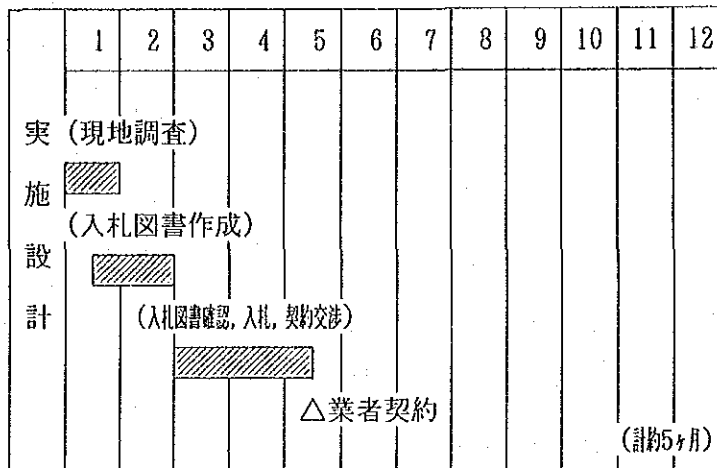 1 2 3 4 5 6 7 8 9 10 11 12
実施設計
(現地調査)
(入札図書作成)
(入札図書確認,入札,契約交渉)
△業者契約
(計約5ヶ月)